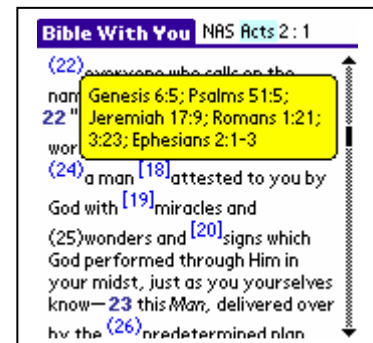 Bible With You NAS Acts 2:1
(22)everyone who calls on the
nam
Genesis 6:5; Psalms 51:5;
Jeremiah 17:9; Romans 1:21;
3:23; Ephesians 2:1-3
22 "
wor
(24)a man [18]attested to you by
God with [19]miracles and
(25)wonders and [20]signs which
God performed through Him in
your midst, just as you yourselves
know—23 this Man, delivered over
by the (26)predetermined plan